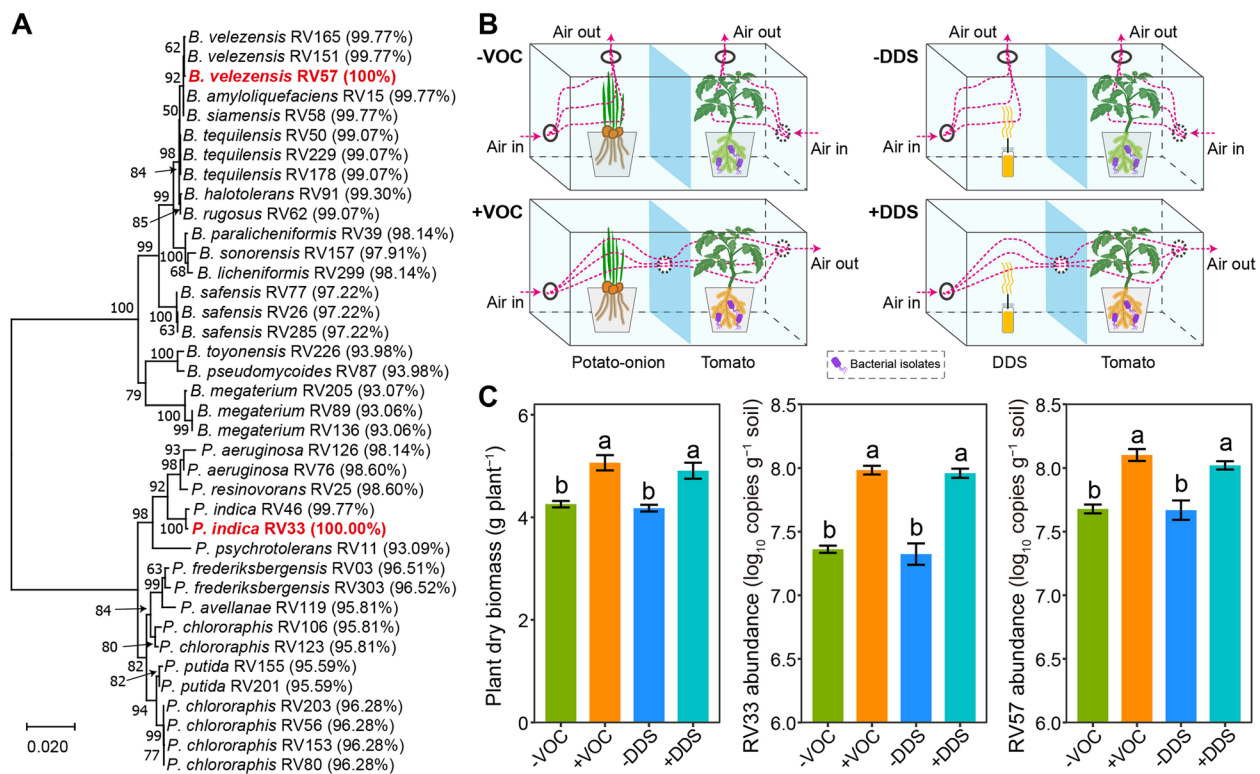 A
B. velezensis RV165 (99.77%)
B. velezensis RV151 (99.77%)
B. velezensis RV57 (100%)
B. amyloliquefaciens RV15 (99.77%)
B. siamensis RV58 (99.77%)
B. tequilensis RV50 (99.07%)
B. tequilensis RV229 (99.07%)
B. tequilensis RV178 (99.07%)
B. halotolerans RV91 (99.30%)
B. rugosus RV62 (99.07%)
B. paralicheniformis RV39 (98.14%)
B. sonorensis RV157 (97.91%)
B. licheniformis RV299 (98.14%)
B. safensis RV77 (97.22%)
B. safensis RV26 (97.22%)
B. safensis RV285 (97.22%)
B. toyonensis RV226 (93.98%)
B. pseudomycoides RV87 (93.98%)
B. megaterium RV205 (93.07%)
B. megaterium RV89 (93.06%)
B. megaterium RV136 (93.06%)
P. aeruginosa RV126 (98.14%)
P. aeruginosa RV76 (98.60%)
P. resinovorans RV25 (98.60%)
P. indica RV46 (99.77%)
P. indica RV33 (100.00%)
P. psychrotolerans RV11 (93.09%)
P. frederiksbergensis RV03 (96.51%)
P. frederiksbergensis RV303 (96.52%)
P. avellanae RV119 (95.81%)
P. chlororaphis RV106 (95.81%)
P. chlororaphis RV123 (95.81%)
P. putida RV155 (95.59%)
P. putida RV201 (95.59%)
P. chlororaphis RV203 (96.28%)
P. chlororaphis RV56 (96.28%)
P. chlororaphis RV153 (96.28%)
P. chlororaphis RV80 (96.28%)
62
92
50
98
84
99
85
99
100
68
100
100
63
100
79
100
99
93
98
92
98
100
63
99
84
80
82
82
94
99
77
0.020
B
Air out
Air out
-VOC
Air in
Air in
Air out
Air out
-DDS
Air in
Air in
+VOC
Air in
Air out
Potato-onion
Tomato
+DDS
Air in
Air out
DDS
Tomato
Bacterial isolates
C
Plant dry biomass (g plant⁻¹)
6
4
2
0
b
a
b
a
-VOC
+VOC
-DDS
+DDS
RV33 abundance (log₁₀ copies g⁻¹ soil)
8.5
8.0
7.5
7.0
6.5
6.0
b
a
b
a
-VOC
+VOC
-DDS
+DDS
RV57 abundance (log₁₀ copies g⁻¹ soil)
8.5
8.0
7.5
7.0
6.5
6.0
b
a
b
a
-VOC
+VOC
-DDS
+DDS